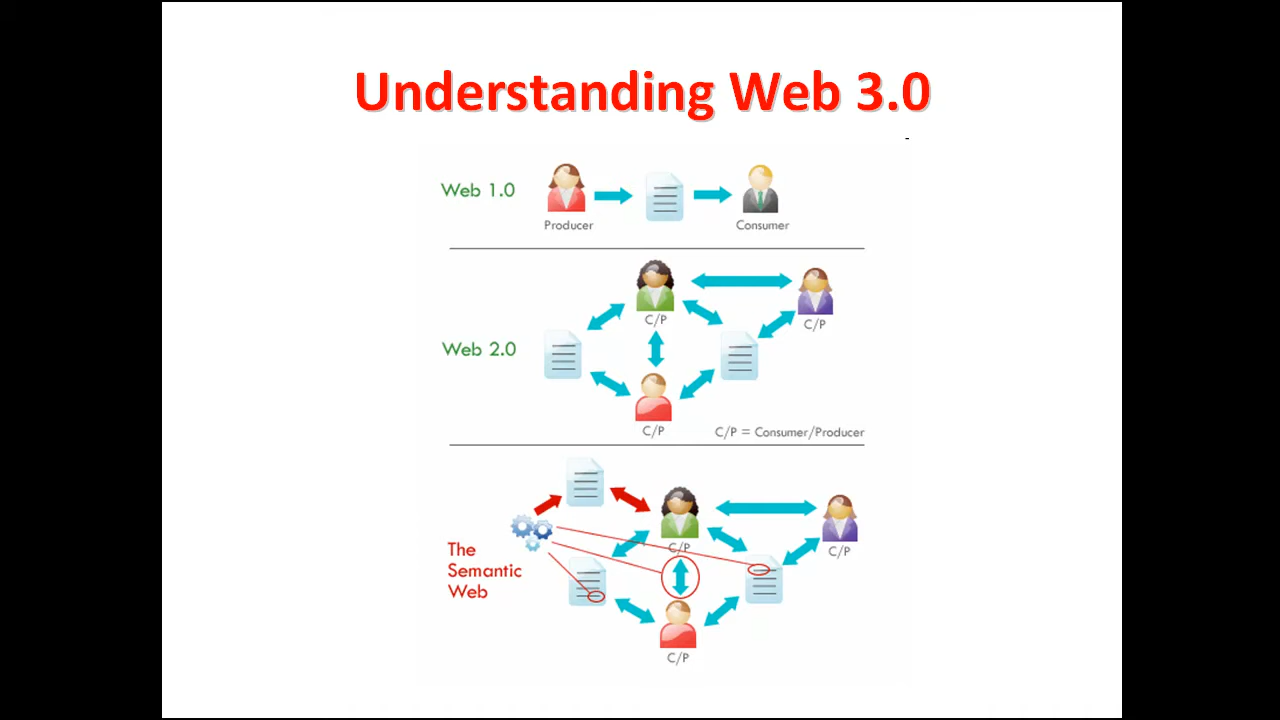 Understanding Web 3.0
Web 1.0
Producer
Consumer
C/P
C/P
Web 2.0
C/P
C/P = Consumer/Producer
C/P
C/P
The
Semantic
Web
C/P